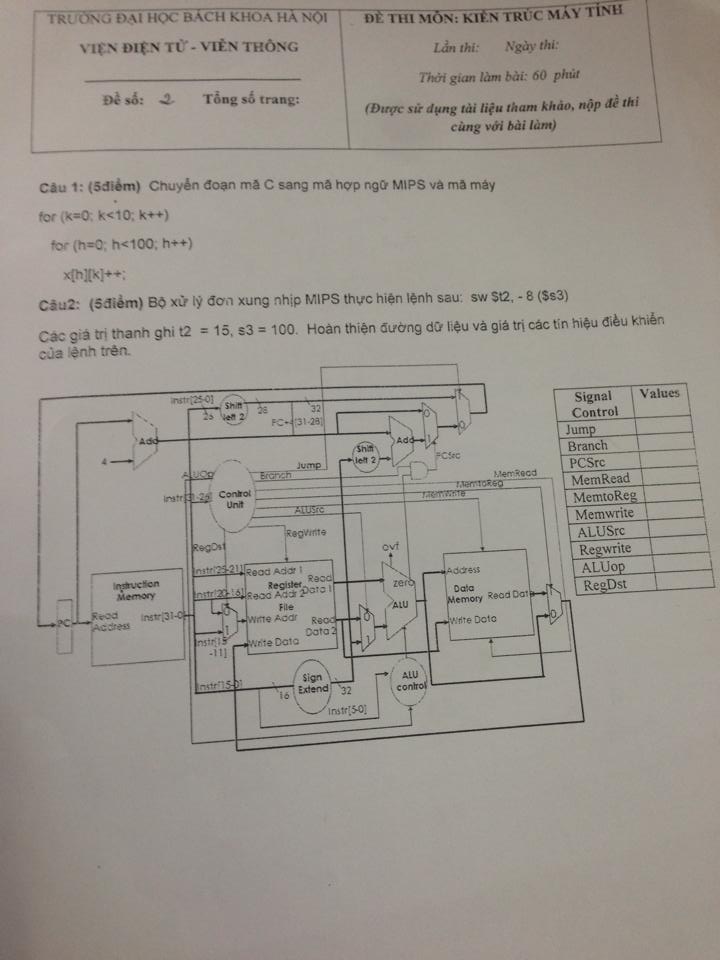 TRƯỜNG ĐẠI HỌC BÁCH KHOA HÀ NỘI
VIỆN ĐIỆN TỬ - VIỄN THÔNG
Đề số: 2 Tổng số trang:
ĐỀ THI MÔN: KIẾN TRÚC MÁY TÍNH
Lần thi: Ngày thi:
Thời gian làm bài: 60 phút
(Được sử dụng tài liệu tham khảo, nộp đề thi
cùng với bài làm)
Câu 1: (5điểm) Chuyển đoạn mã C sang mã hợp ngữ MIPS và mã máy
for (k=0; k<10; k++)
for (h=0; h<100; h++)
x[h][k]++;
Câu2: (5điểm) Bộ xử lý đơn xung nhịp MIPS thực hiện lệnh sau: sw $t2, - 8 ($s3)
Các giá trị thanh ghi t2 = 15, s3 = 100. Hoàn thiện đường dữ liệu và giá trị các tín hiệu điều khiển
của lệnh trên.
Instr[25-0]
Shift
left 2
26
28
32
PC+4[31-28]
0
1
1
0
Add
4
Add
Shift
left 2
PCSrc
Jump
ALUOp
Branch
MemRead
MemtoReg
MemWrite
Instr[31-26]
Control
Unit
ALUSrc
RegWrite
RegDst
ovf
Instruction
Memory
PC
Read
Address
Instr[31-0]
Instr[25-21]
Instr[20-16]
0
1
Instr[15
-11]
Read Addr 1
Register
Read Addr 2
File
Write Addr
Write Data
Read
Data 1
Read
Data 2
0
1
zero
ALU
Address
Data
Memory
Read Data
Write Data
1
0
Instr[15-0]
16
Sign
Extend
32
Instr[5-0]
ALU
control
Signal
Control
Values
Jump
Branch
PCSrc
MemRead
MemtoReg
Memwrite
ALUSrc
Regwrite
ALUop
RegDst